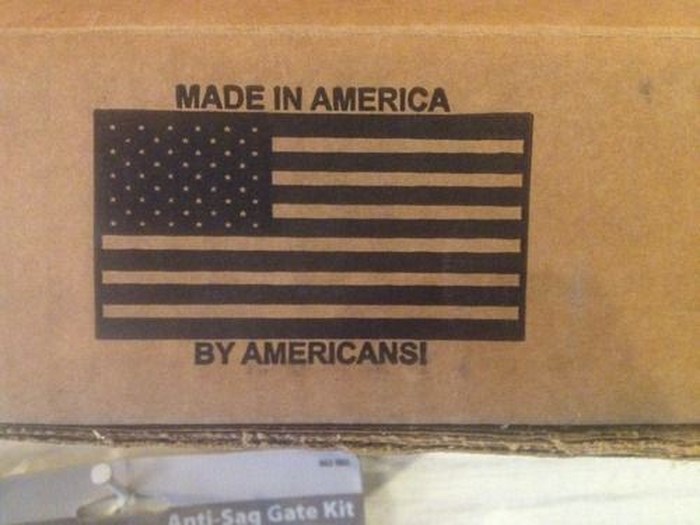 MADE IN AMERICA
BY AMERICANS!
Anti-Sag Gate Kit